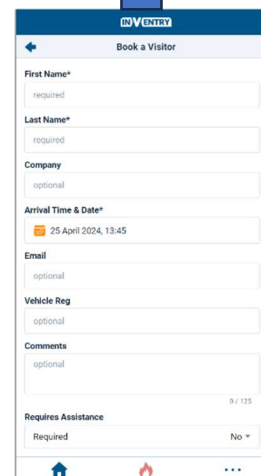 INVENTRY
Book a Visitor
First Name*
required
Last Name*
required
Company
optional
Arrival Time & Date*
25 April 2024, 13:45
Email
optional
Vehicle Reg
optional
Comments
optional
0 / 125
Requires Assistance
Required No